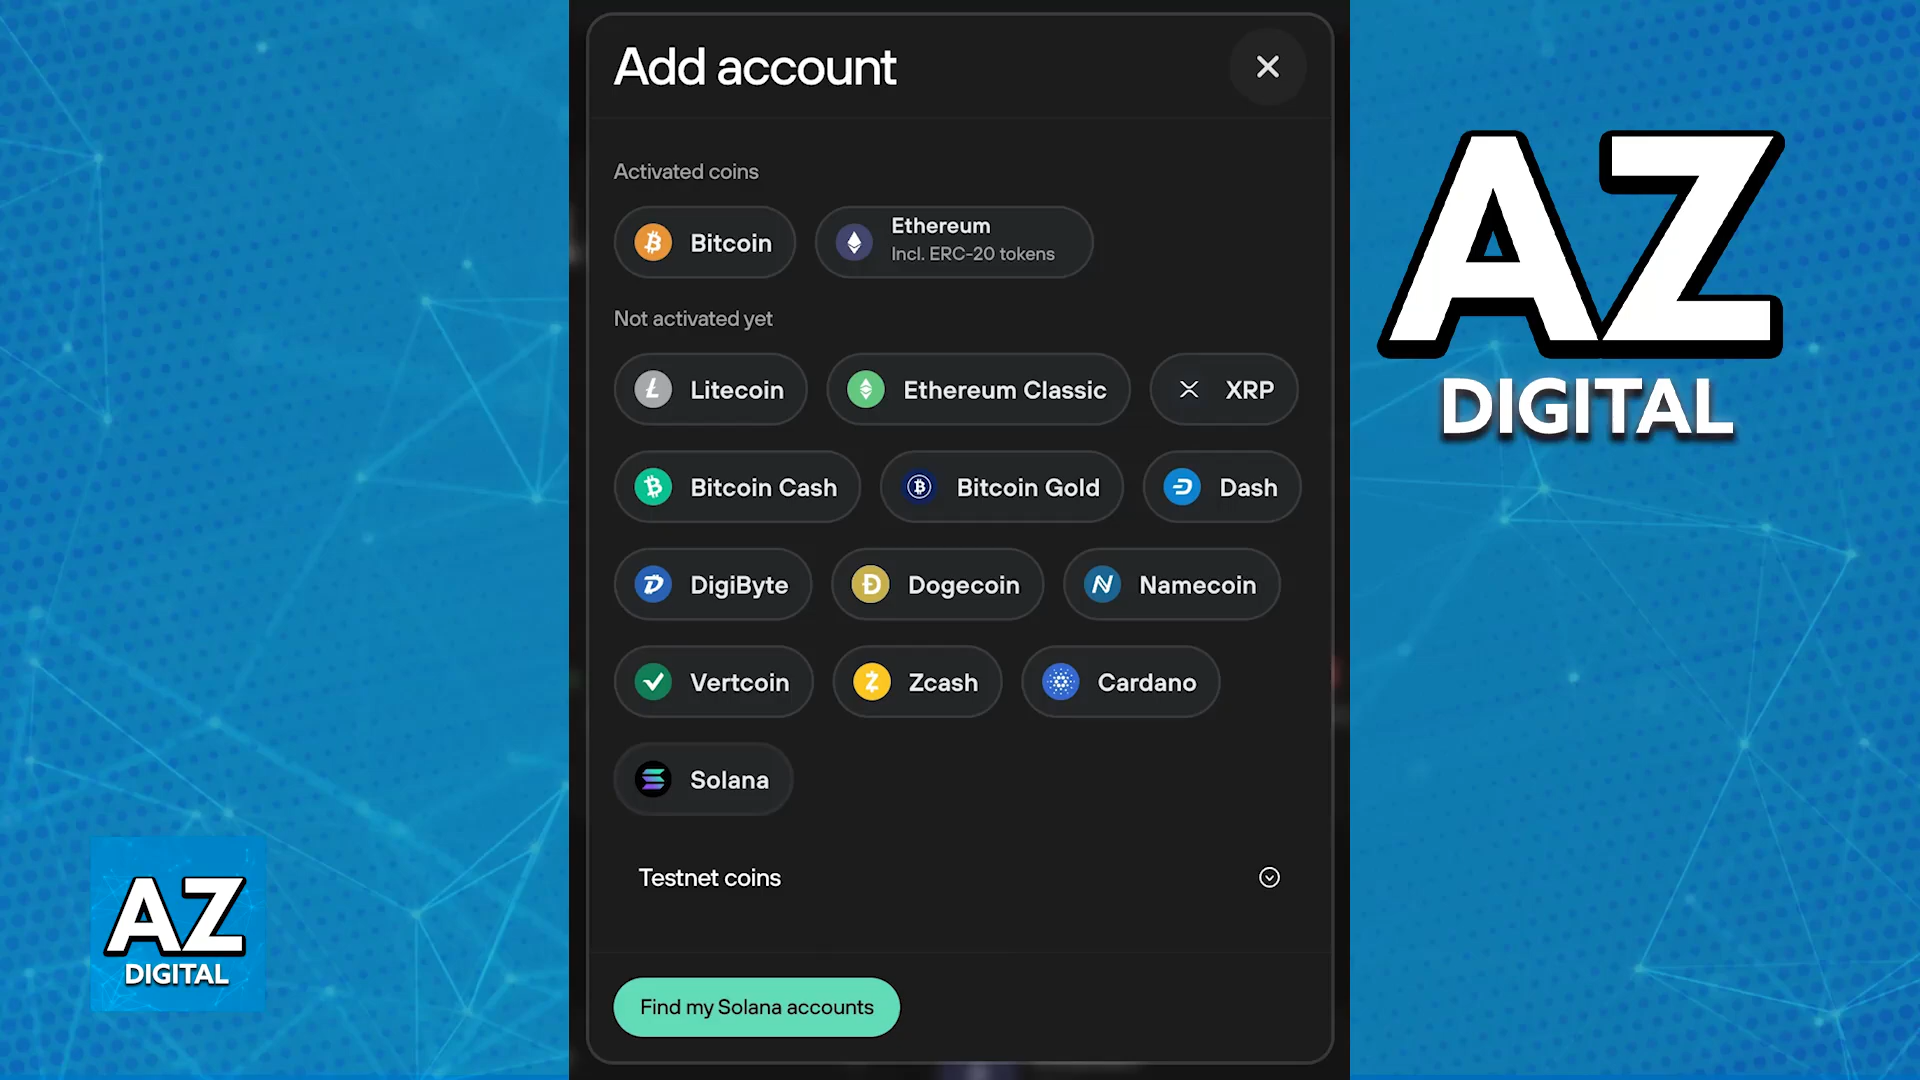 Add account
Activated coins
Bitcoin
Ethereum
Incl. ERC-20 tokens
Not activated yet
Litecoin
Ethereum Classic
XRP
Bitcoin Cash
Bitcoin Gold
Dash
DigiByte
Dogecoin
Namecoin
Vertcoin
Zcash
Cardano
Solana
Testnet coins
Find my Solana accounts
AZ
DIGITAL
AZ
DIGITAL